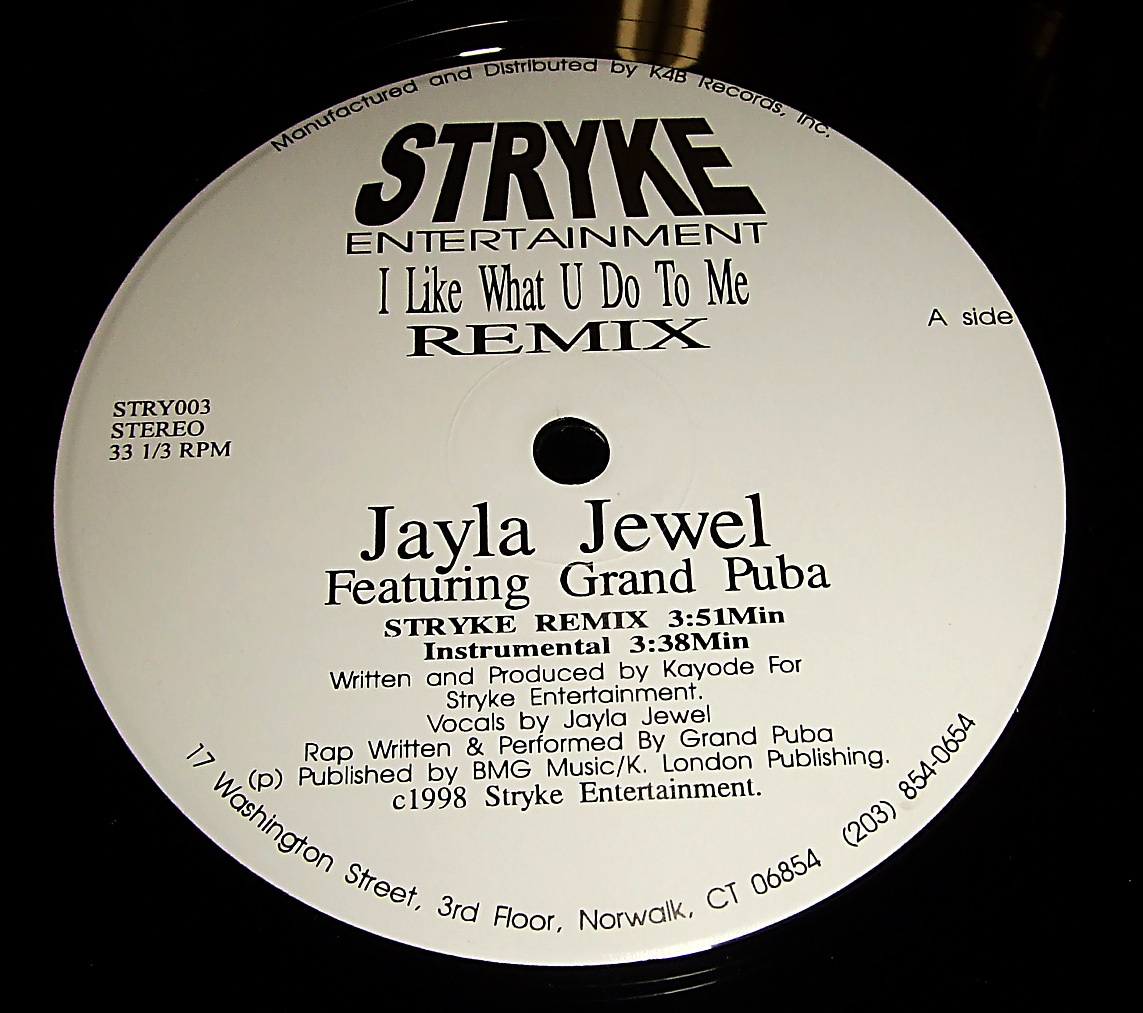 Manufactured and Distributed by K4B Records, Inc.
STRYKE
ENTERTAINMENT
I Like What U Do To Me
REMIX
A side
STRY003
STEREO
33 1/3 RPM
Jayla Jewel
Featuring Grand Puba
STRYKE REMIX 3:51Min
Instrumental 3:38Min
Written and Produced by Kayode For
Stryke Entertainment.
Vocals by Jayla Jewel
Rap Written & Performed By Grand Puba
(p) Published by BMG Music/K. London Publishing.
c1998 Stryke Entertainment.
17 Washington Street, 3rd Floor, Norwalk, CT 06854 (203) 854-0654